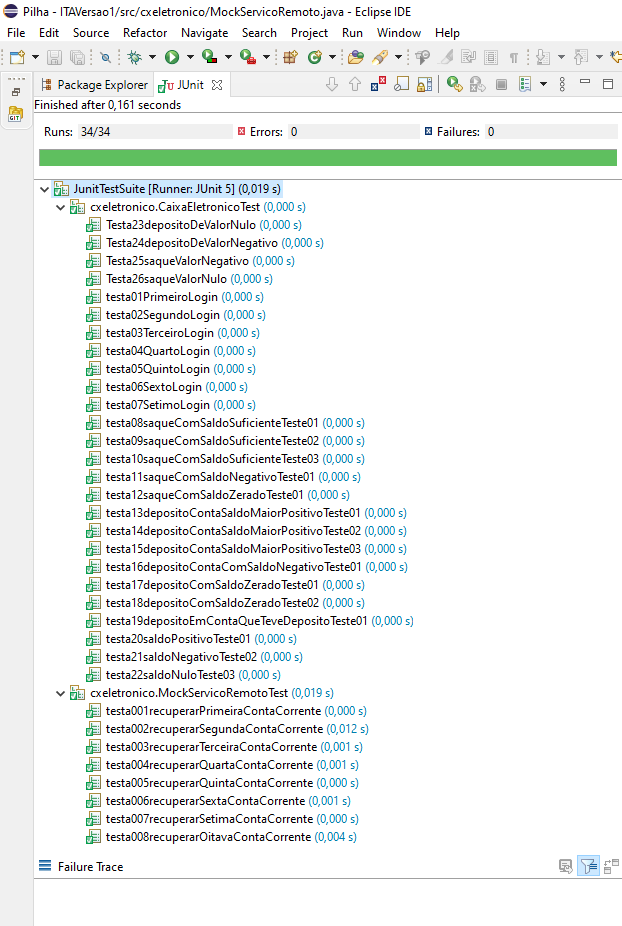 Pilha - ITAVersao1/src/cxeletronico/MockServicoRemoto.java - Eclipse IDE
File Edit Source Refactor Navigate Search Project Run Window Help
Package Explorer JUnit
GIT
Finished after 0,161 seconds
Runs: 34/34 Errors: 0 Failures: 0
JunitTestSuite [Runner: JUnit 5] (0,019 s)
cxeletronico.CaixaEletronicoTest (0,000 s)
Testa23depositoDeValorNulo (0,000 s)
Testa24depositoDeValorNegativo (0,000 s)
Testa25saqueValorNegativo (0,000 s)
Testa26saqueValorNulo (0,000 s)
testa01PrimeiroLogin (0,000 s)
testa02SegundoLogin (0,000 s)
testa03TerceiroLogin (0,000 s)
testa04QuartoLogin (0,000 s)
testa05QuintoLogin (0,000 s)
testa06SextoLogin (0,000 s)
testa07SetimoLogin (0,000 s)
testa08saqueComSaldoSuficienteTeste01 (0,000 s)
testa09saqueComSaldoSuficienteTeste02 (0,000 s)
testa10saqueComSaldoSuficienteTeste03 (0,000 s)
testa11saqueComSaldoNegativoTeste01 (0,000 s)
testa12saqueComSaldoZeradoTeste01 (0,000 s)
testa13depositoContaSaldoMaiorPositivoTeste01 (0,000 s)
testa14depositoContaSaldoMaiorPositivoTeste02 (0,000 s)
testa15depositoContaSaldoMaiorPositivoTeste03 (0,000 s)
testa16depositoContaComSaldoNegativoTeste01 (0,000 s)
testa17depositoComSaldoZeradoTeste01 (0,000 s)
testa18depositoComSaldoZeradoTeste02 (0,000 s)
testa19depositoEmContaQueTeveDepositoTeste01 (0,000 s)
testa20saldoPositivoTeste01 (0,000 s)
testa21saldoNegativoTeste02 (0,000 s)
testa22saldoNuloTeste03 (0,000 s)
cxeletronico.MockServicoRemotoTest (0,019 s)
testa001recuperarPrimeiraContaCorrente (0,000 s)
testa002recuperarSegundaContaCorrente (0,012 s)
testa003recuperarTerceiraContaCorrente (0,001 s)
testa004recuperarQuartaContaCorrente (0,001 s)
testa005recuperarQuintaContaCorrente (0,000 s)
testa006recuperarSextaContaCorrente (0,001 s)
testa007recuperarSetimaContaCorrente (0,000 s)
testa008recuperarOitavaContaCorrente (0,004 s)
Failure Trace